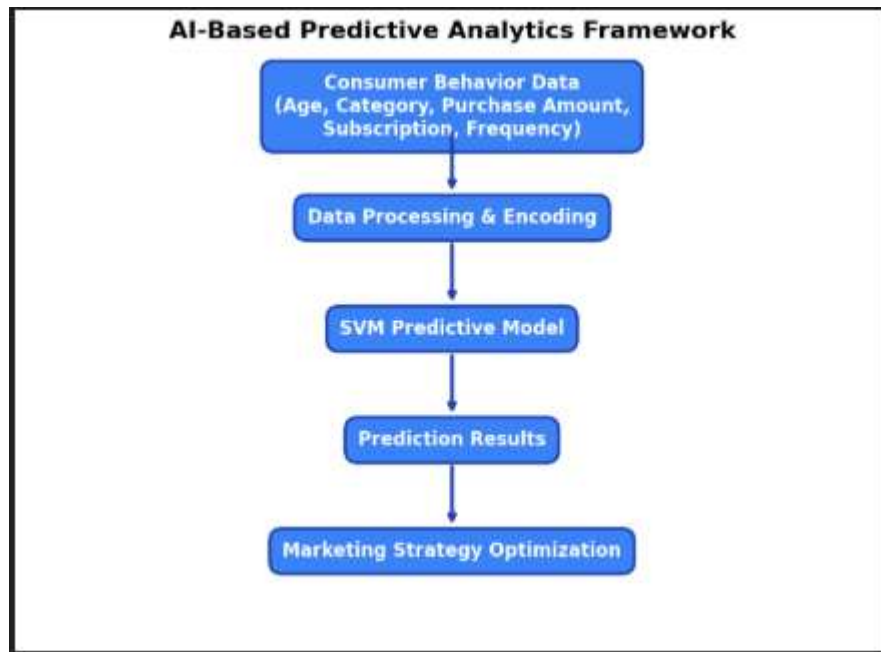 AI-Based Predictive Analytics Framework
Consumer Behavior Data
(Age, Category, Purchase Amount,
Subscription, Frequency)
Data Processing & Encoding
SVM Predictive Model
Prediction Results
Marketing Strategy Optimization